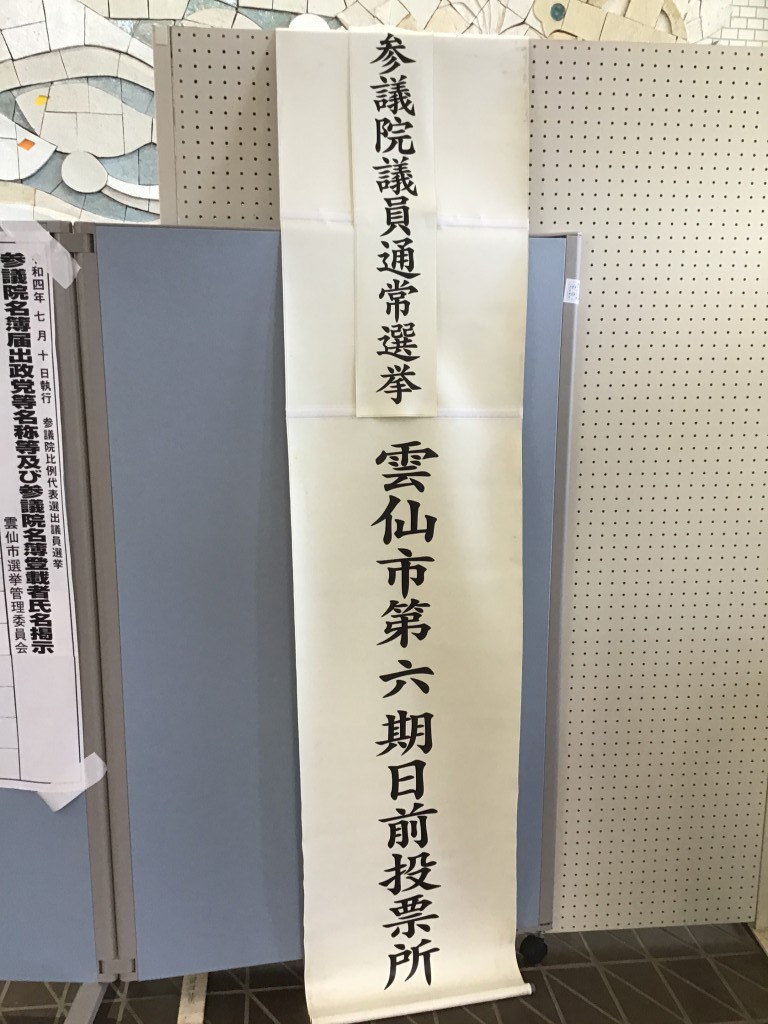 参議院議員通常選挙
雲仙市第六期日前投票所
和四年七月十日執行 参議院比例代表選出議員選挙
参議院名簿届出政党等名称等及び参議院名簿登載者氏名掲示
雲仙市選挙管理委員会